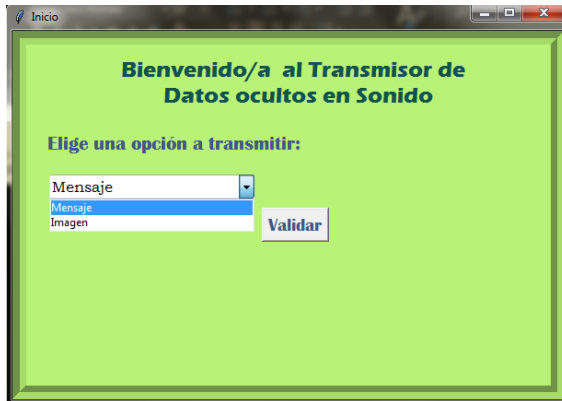 Inicio
Bienvenido/a al Transmisor de
Datos ocultos en Sonido
Elige una opción a transmitir:
Mensaje
Mensaje
Imagen
Validar